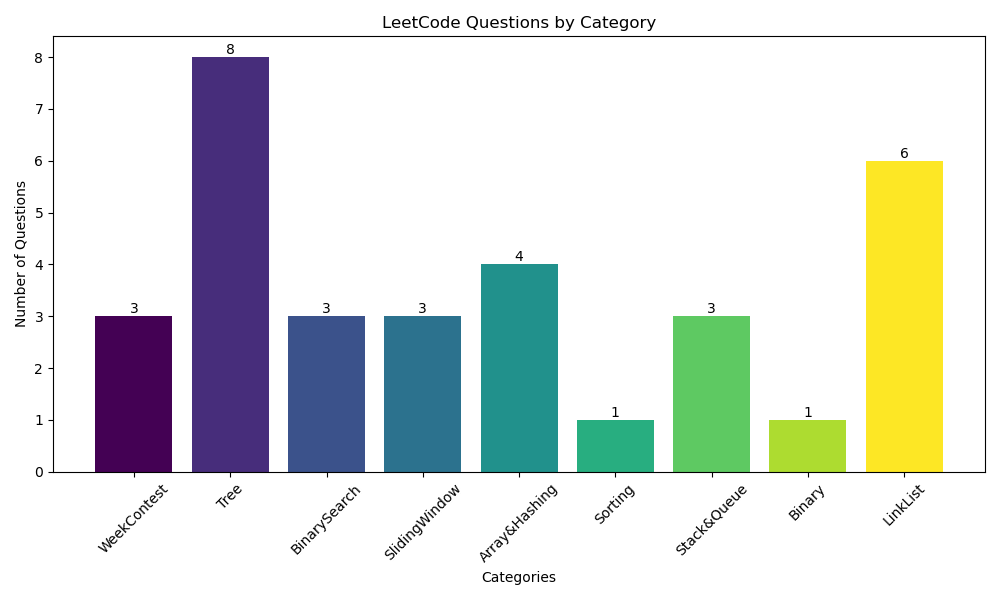 LeetCode Questions by Category
Number of Questions
8
7
6
5
4
3
2
1
0
3
8
3
3
4
1
3
1
6
WeekContest
Tree
BinarySearch
SlidingWindow
Array&Hashing
Sorting
Stack&Queue
Binary
LinkList
Categories